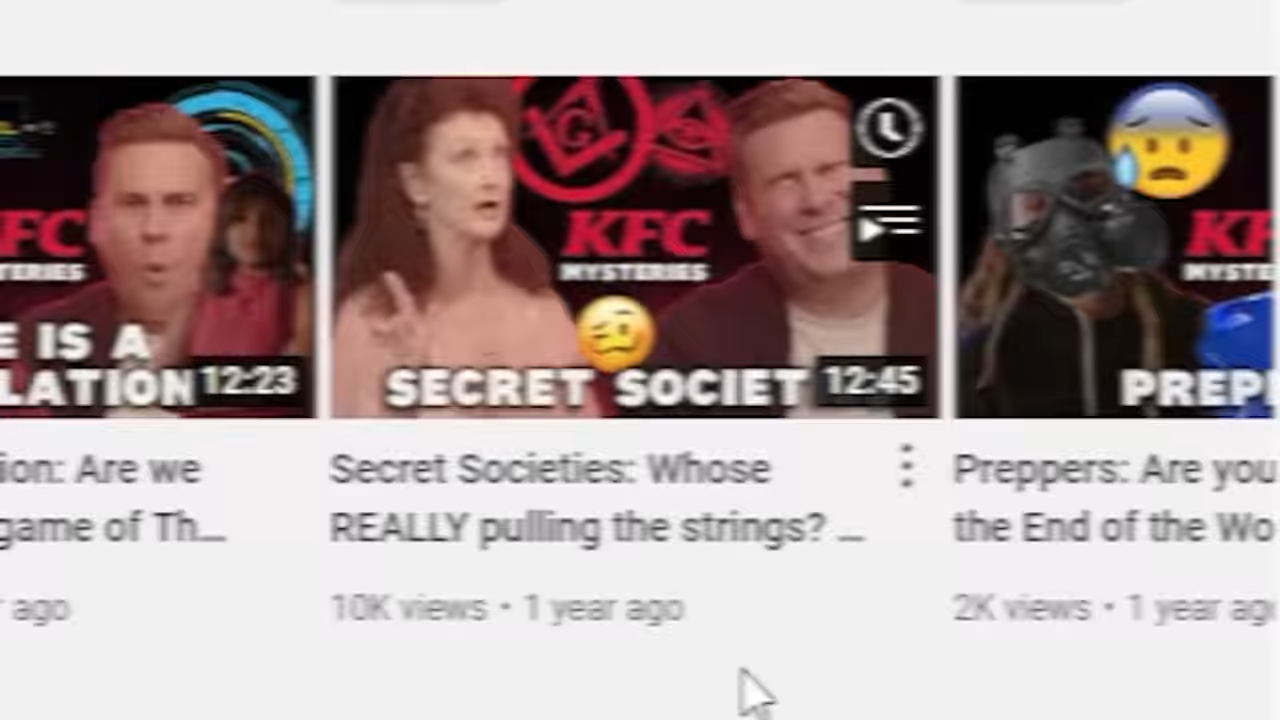 FC
TERIES
E IS A
LATION
12:23
ion: Are we
game of Th...
ago
G
KFC
MYSTERIES
SECRET SOCIET
12:45
Secret Societies: Whose
REALLY pulling the strings? ...
10K views • 1 year ago
KF
MYSTE
PREP
Preppers: Are you
the End of the Wo
2K views • 1 year ag